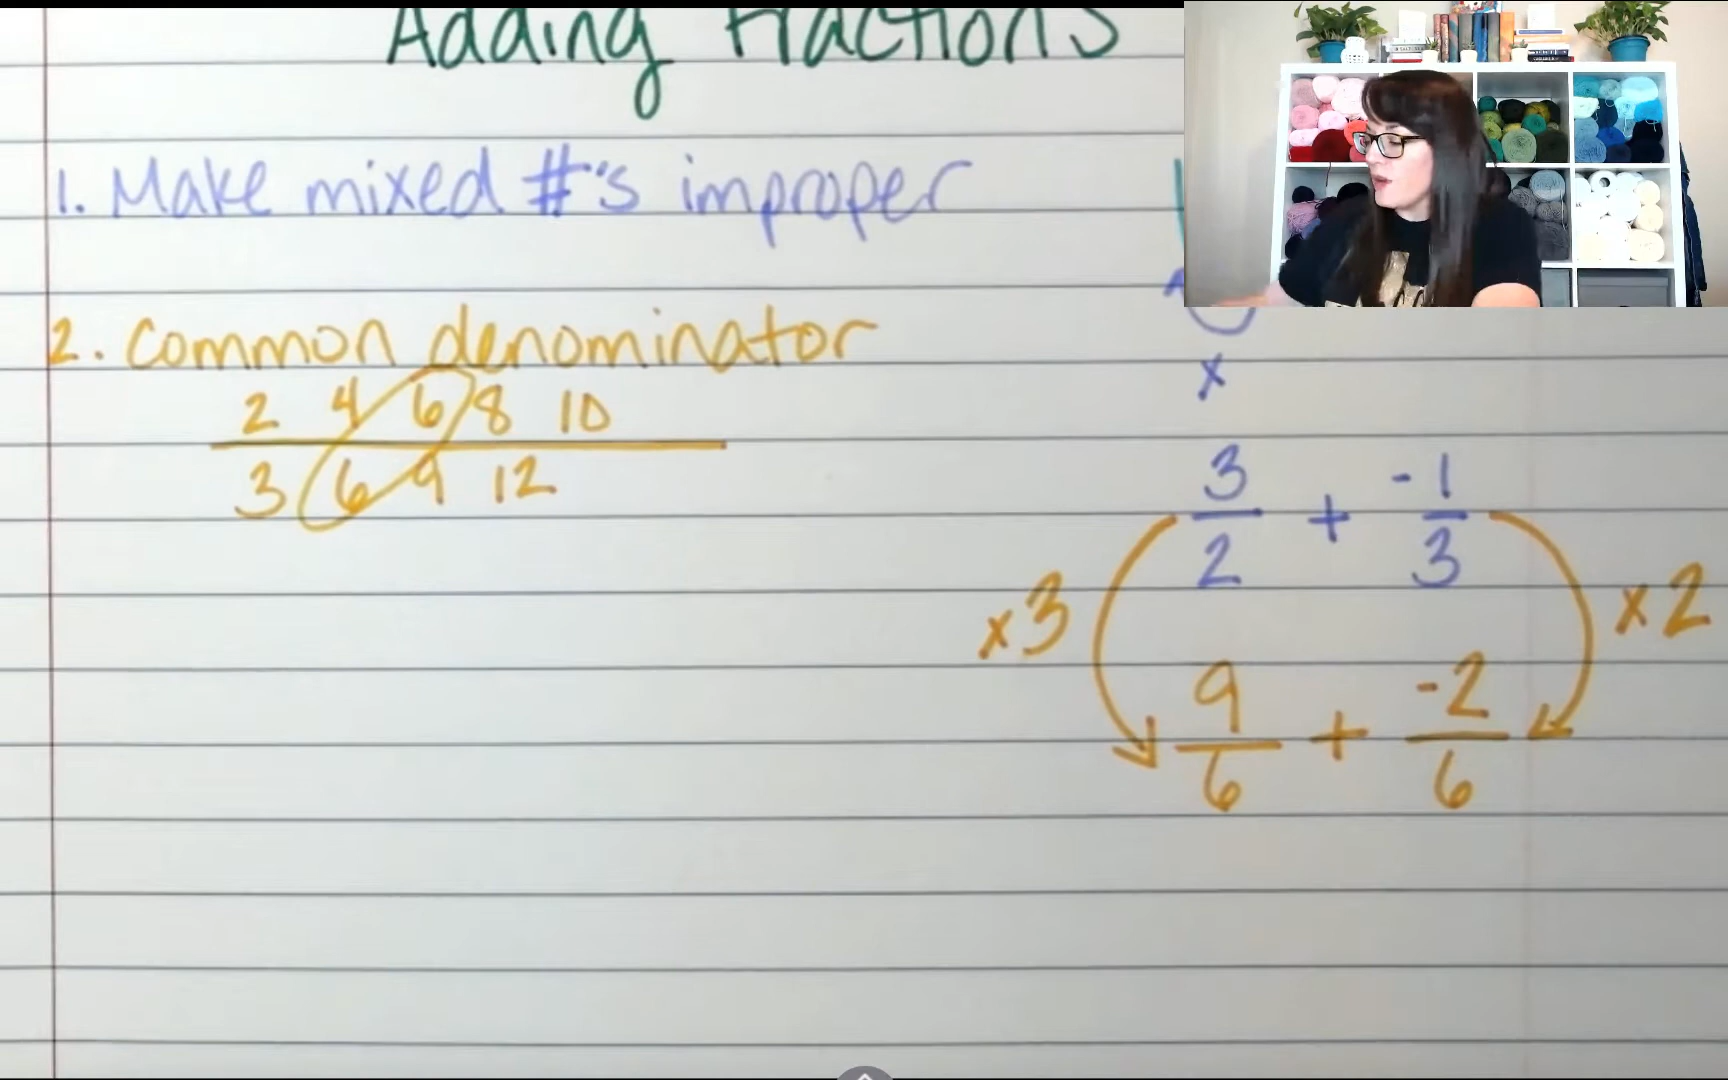 Adding Fractions
1. Make mixed #'s improper
2. Common denominator
2 4 6 8 10
3 6 9 12
x
3/2 + -1/3
x3 x2
9/6 + -2/6